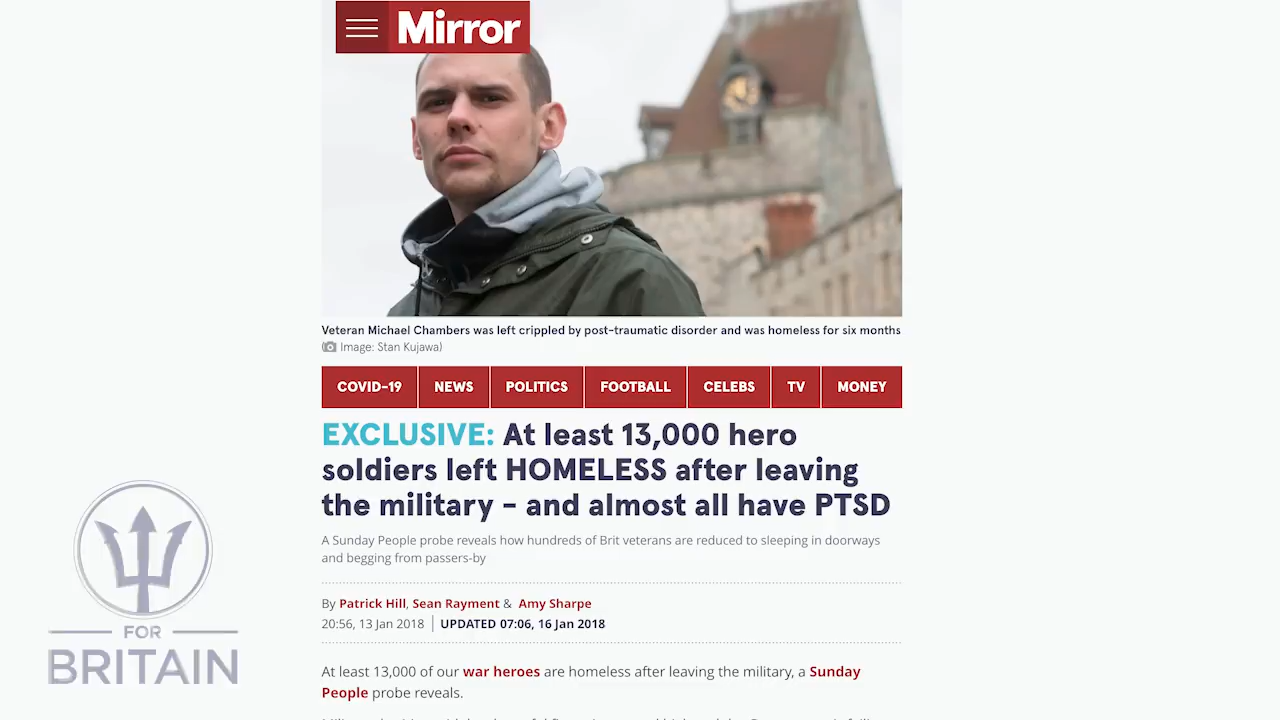 Mirror
Veteran Michael Chambers was left crippled by post-traumatic disorder and was homeless for six months
(Image: Stan Kujawa)
COVID-19 NEWS POLITICS FOOTBALL CELEBS TV MONEY
EXCLUSIVE: At least 13,000 hero
soldiers left HOMELESS after leaving
the military - and almost all have PTSD
A Sunday People probe reveals how hundreds of Brit veterans are reduced to sleeping in doorways
and begging from passers-by
By Patrick Hill, Sean Rayment & Amy Sharpe
20:56, 13 Jan 2018 | UPDATED 07:06, 16 Jan 2018
At least 13,000 of our war heroes are homeless after leaving the military, a Sunday
People probe reveals.
FOR
BRITAIN